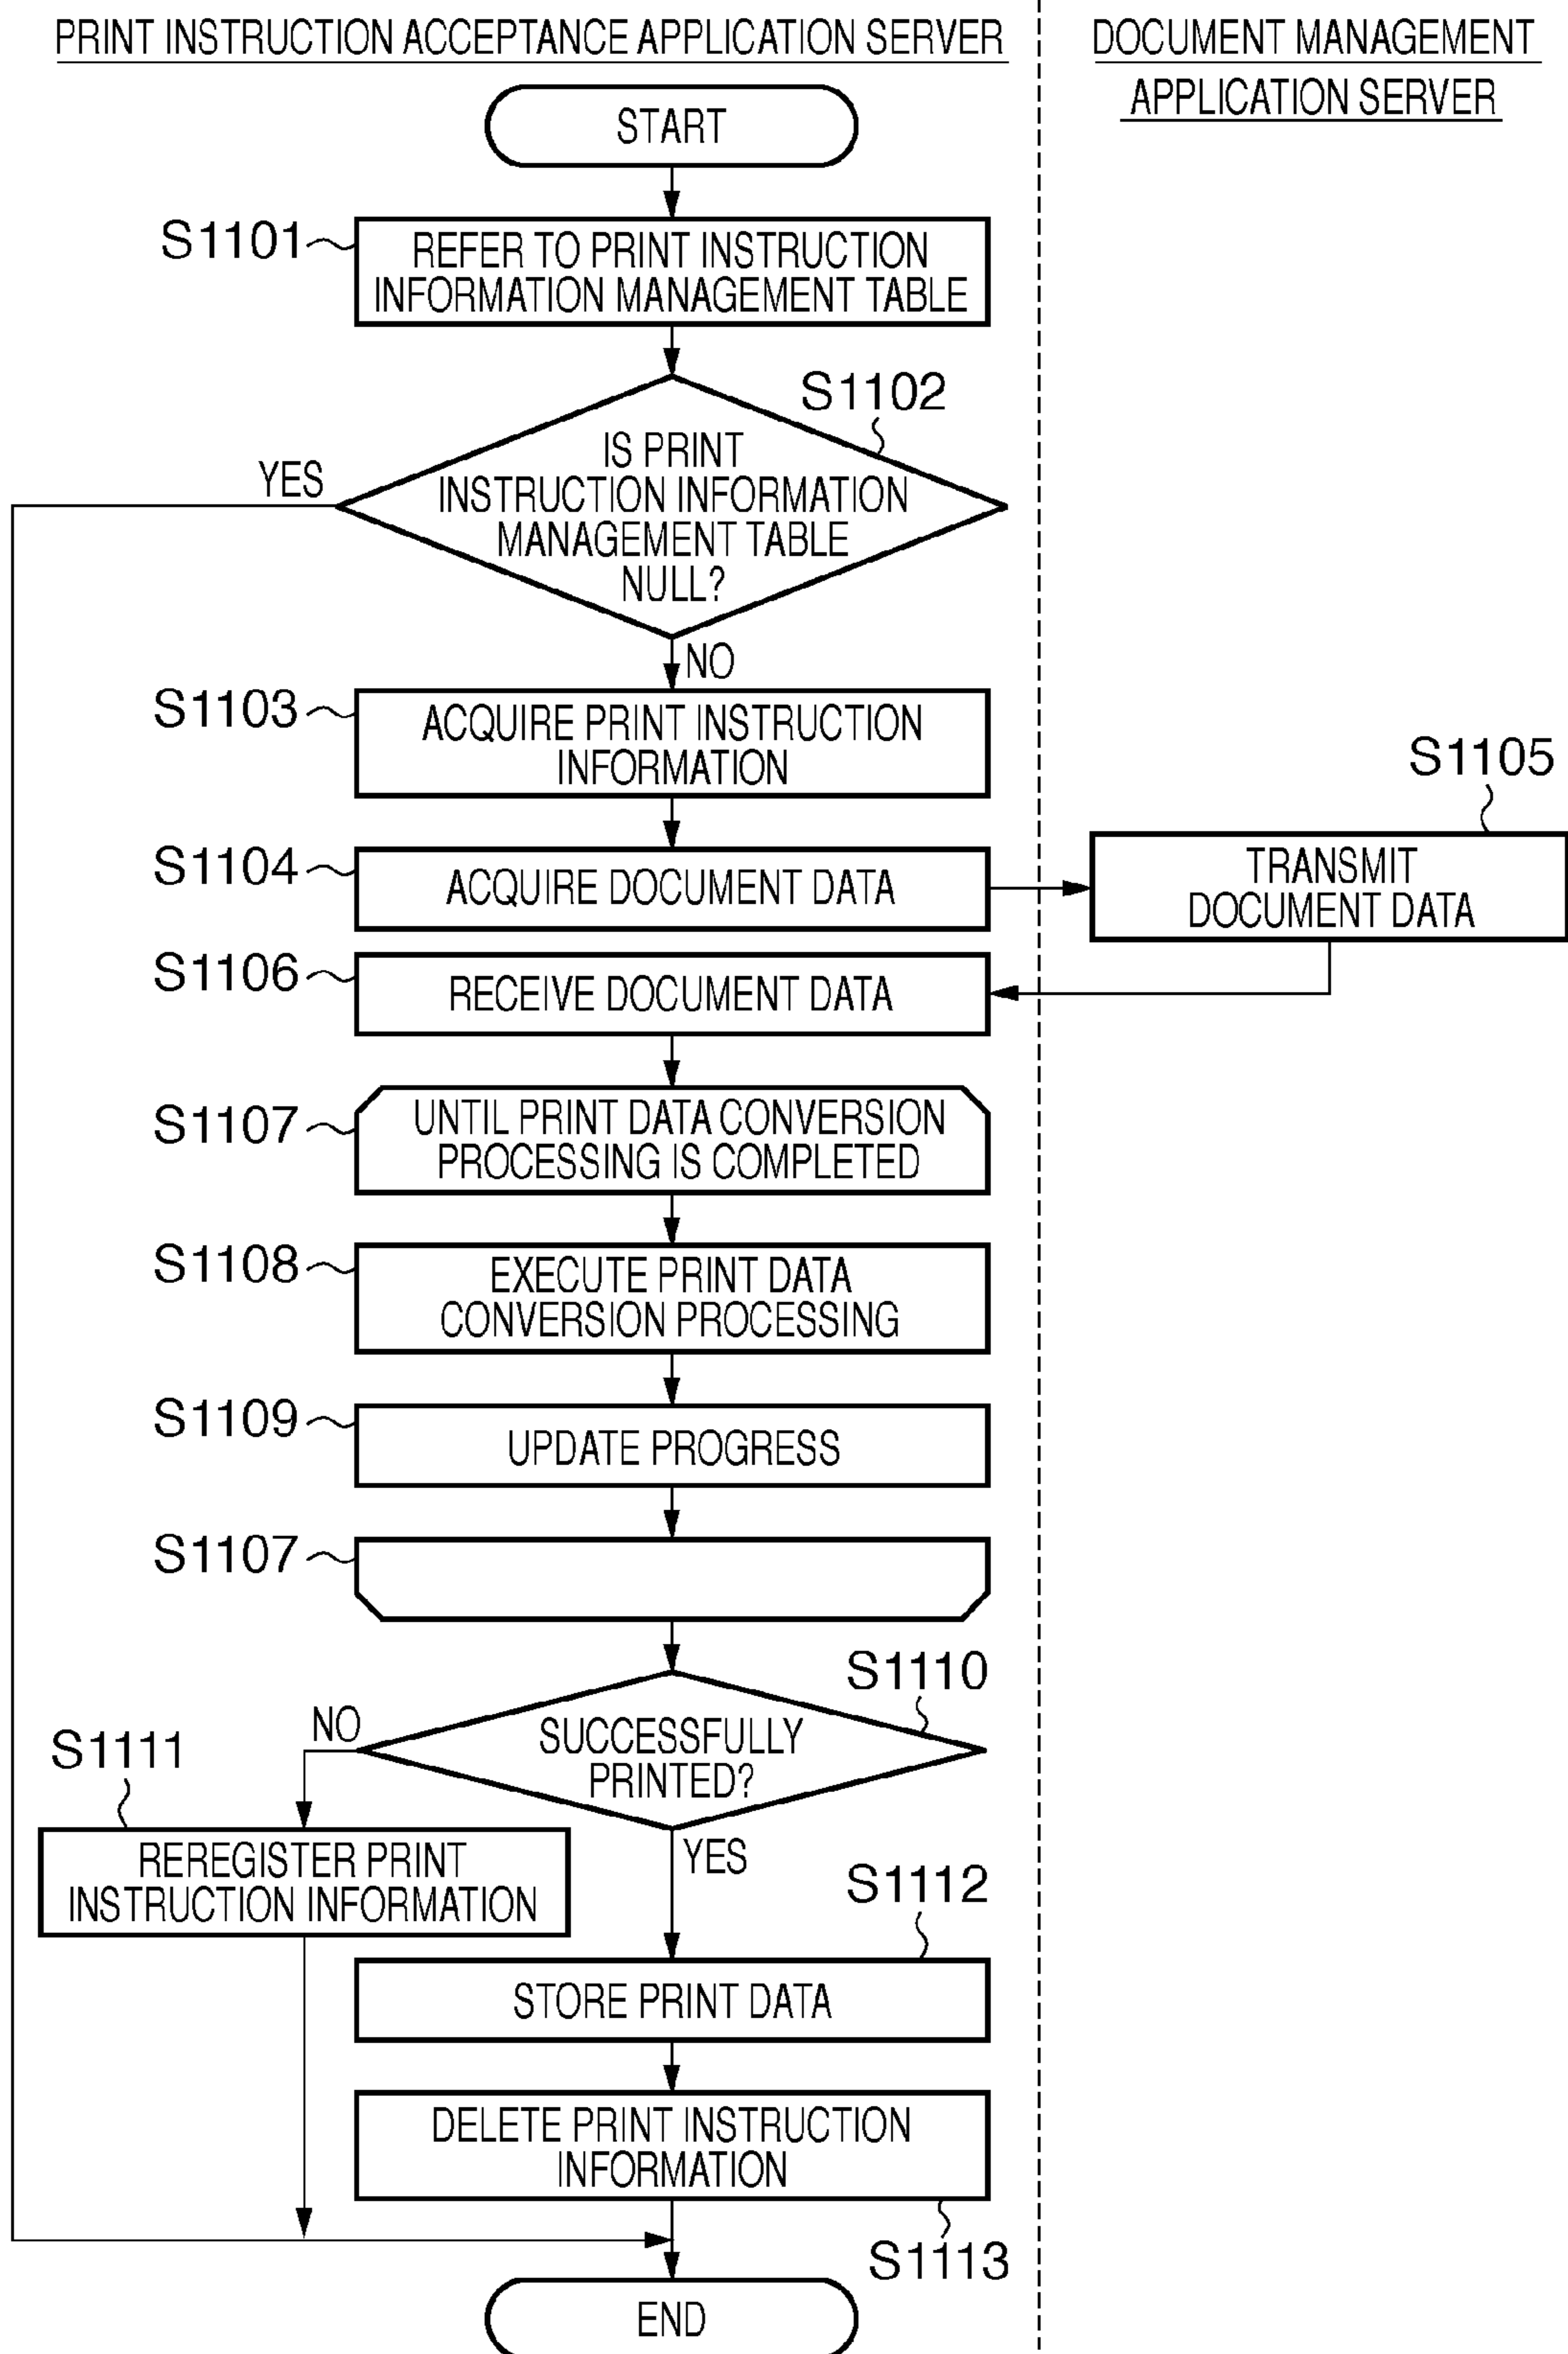 PRINT INSTRUCTION ACCEPTANCE APPLICATION SERVER
DOCUMENT MANAGEMENT
APPLICATION SERVER
START
S1101
REFER TO PRINT INSTRUCTION
INFORMATION MANAGEMENT TABLE
S1102
IS PRINT
INSTRUCTION INFORMATION
MANAGEMENT TABLE
NULL?
YES
NO
S1103
ACQUIRE PRINT INSTRUCTION
INFORMATION
S1104
ACQUIRE DOCUMENT DATA
S1105
TRANSMIT
DOCUMENT DATA
S1106
RECEIVE DOCUMENT DATA
S1107
UNTIL PRINT DATA CONVERSION
PROCESSING IS COMPLETED
S1108
EXECUTE PRINT DATA
CONVERSION PROCESSING
S1109
UPDATE PROGRESS
S1107
S1110
SUCCESSFULLY
PRINTED?
NO
S1111
REREGISTER PRINT
INSTRUCTION INFORMATION
YES
S1112
STORE PRINT DATA
DELETE PRINT INSTRUCTION
INFORMATION
S1113
END